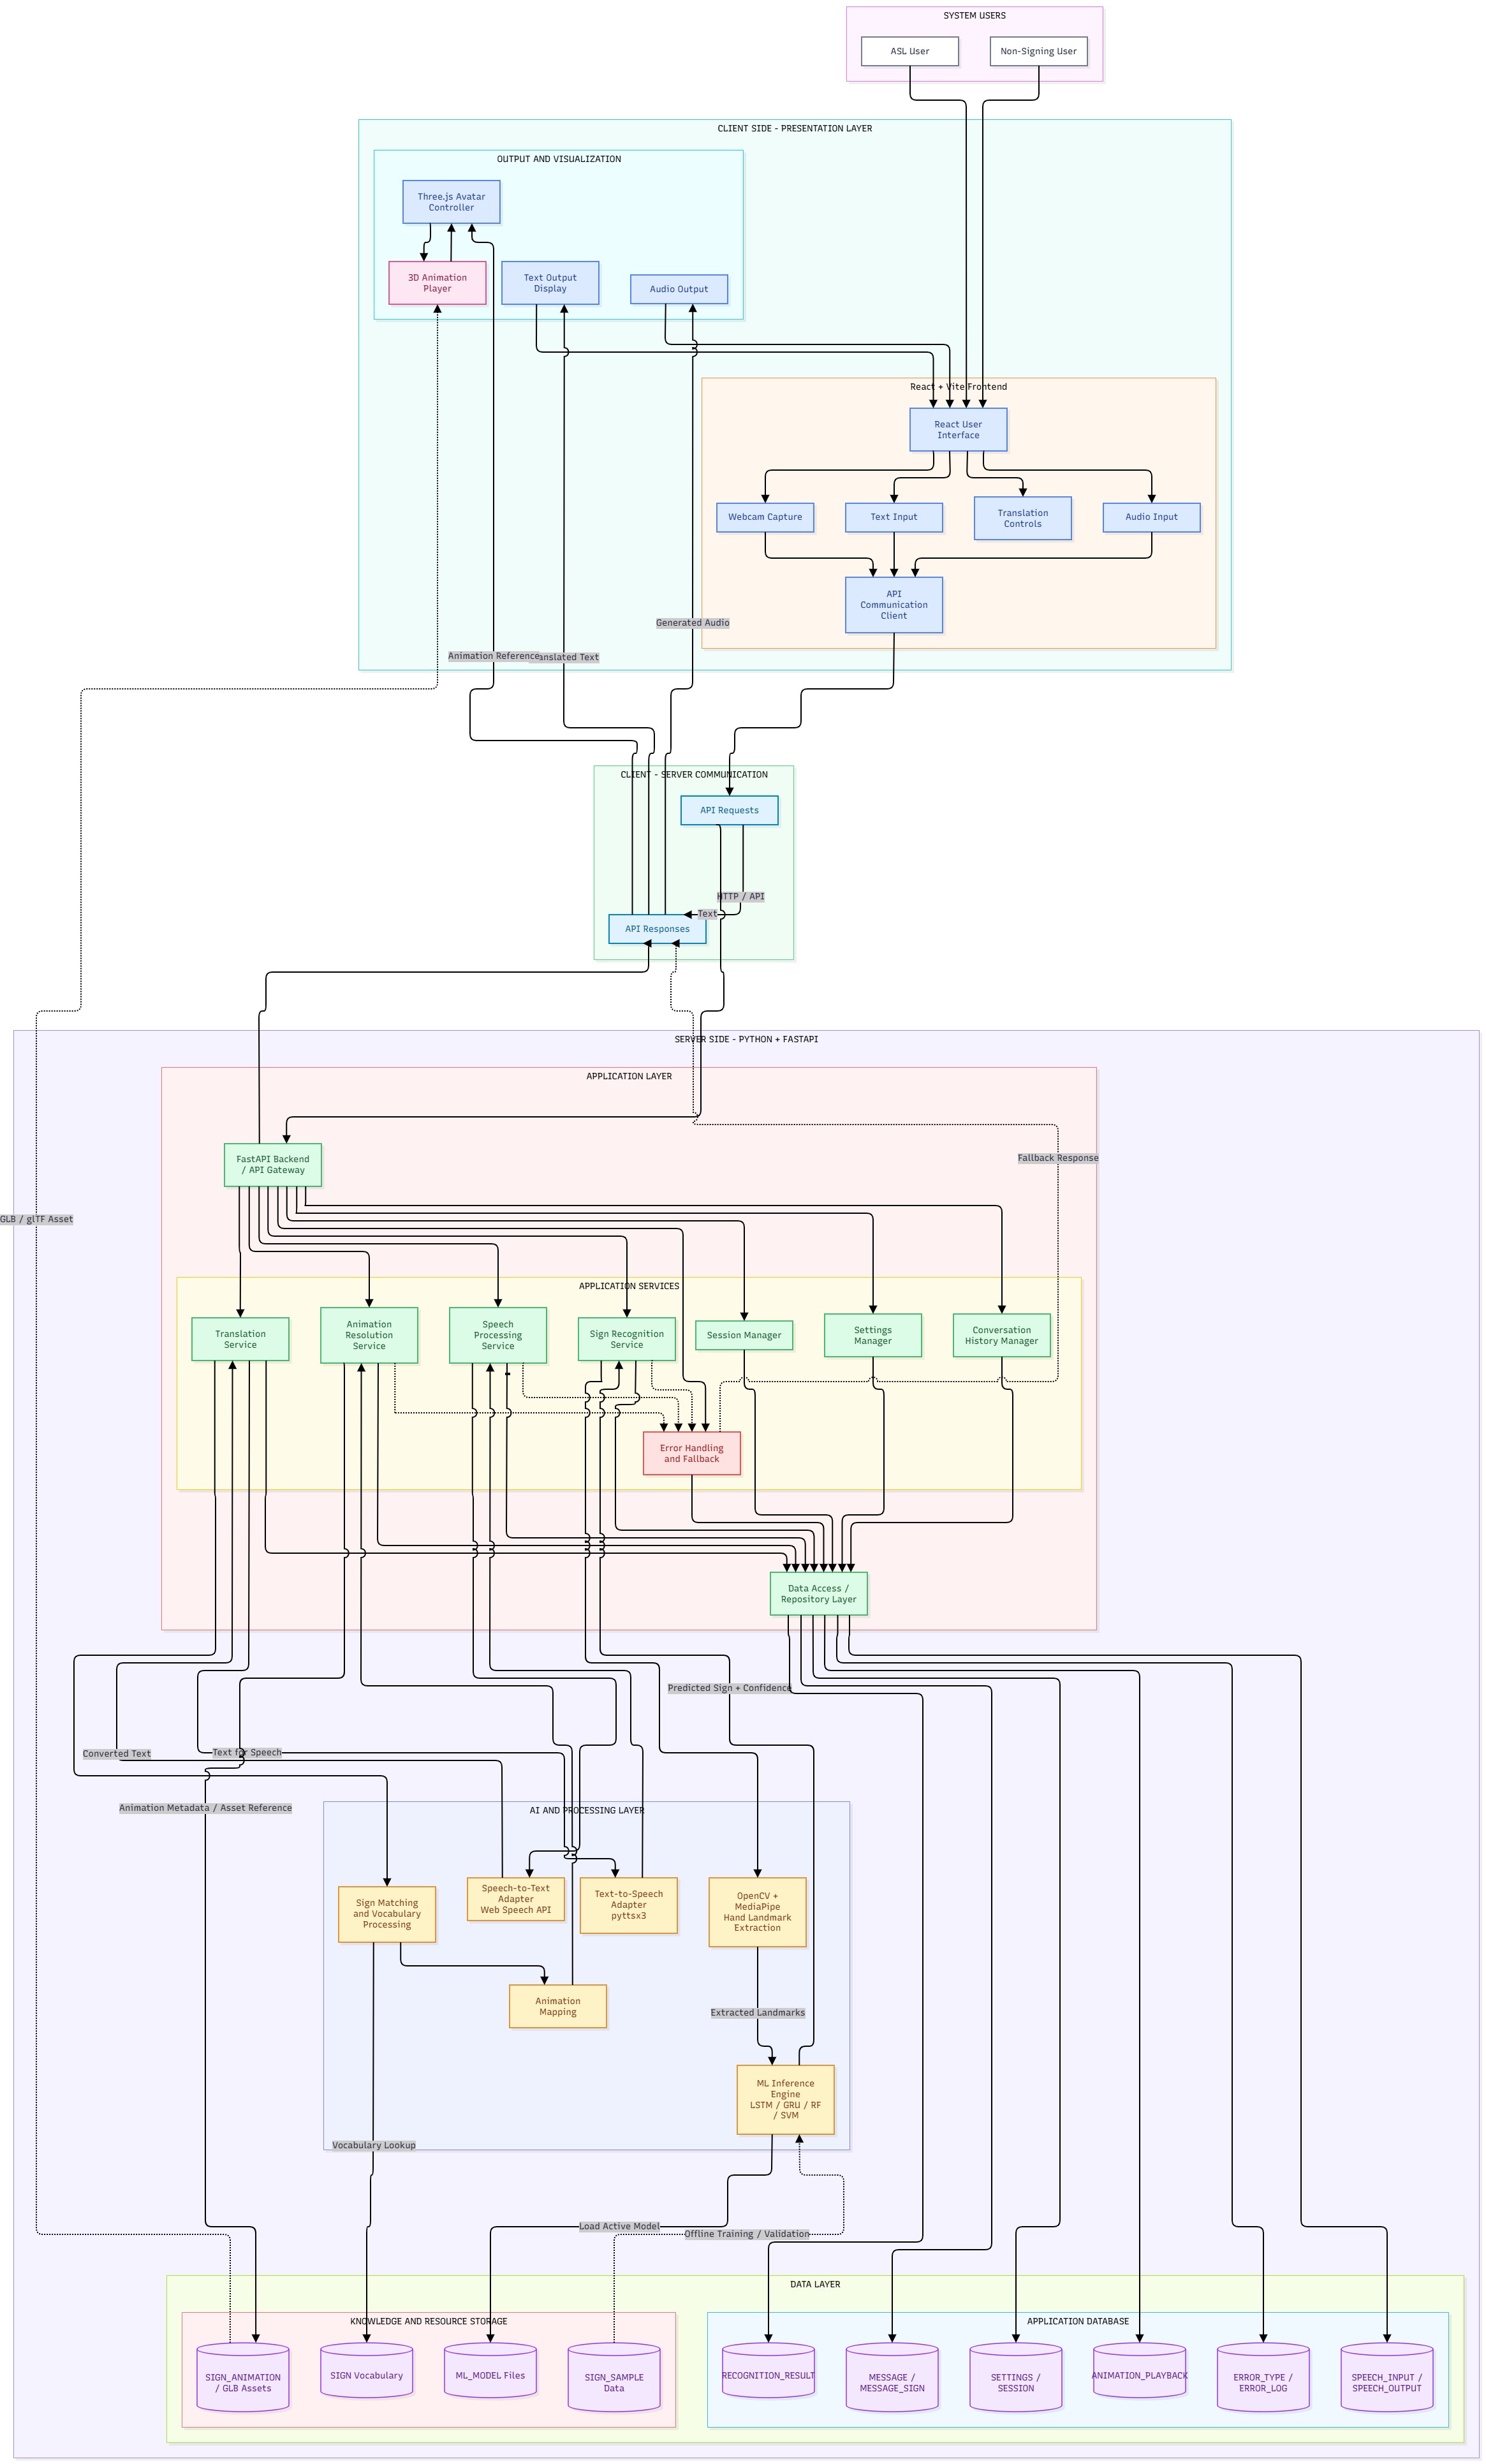 SYSTEM USERS
ASL User
Non-Signing User
CLIENT SIDE - PRESENTATION LAYER
OUTPUT AND VISUALIZATION
Three.js Avatar
Controller
3D Animation
Player
Text Output
Display
Audio Output
React + Vite Frontend
React User
Interface
Webcam Capture
Text Input
Translation
Controls
Audio Input
API
Communication
Client
Generated Audio
Animation Reference
anslated Text
CLIENT - SERVER COMMUNICATION
API Requests
HTTP / API
Text
API Responses
SERVER SIDE - PYTHON + FASTAPI
APPLICATION LAYER
FastAPI Backend
/ API Gateway
Fallback Response
GLB / glTF Asset
APPLICATION SERVICES
Translation
Service
Animation
Resolution
Service
Speech
Processing
Service
Sign Recognition
Service
Session Manager
Settings
Manager
Conversation
History Manager
Error Handling
and Fallback
Data Access /
Repository Layer
Predicted Sign + Confidence
Converted Text
Text for Speech
Animation Metadata / Asset Reference
AI AND PROCESSING LAYER
Sign Matching
and Vocabulary
Processing
Speech-to-Text
Adapter
Web Speech API
Text-to-Speech
Adapter
pyttsx3
OpenCV +
MediaPipe
Hand Landmark
Extraction
Animation
Mapping
Extracted Landmarks
ML Inference
Engine
LSTM / GRU / RF
/ SVM
Vocabulary Lookup
Load Active Model
Offline Training / Validation
DATA LAYER
KNOWLEDGE AND RESOURCE STORAGE
SIGN_ANIMATION
/ GLB Assets
SIGN Vocabulary
ML_MODEL Files
SIGN_SAMPLE
Data
APPLICATION DATABASE
RECOGNITION_RESULT
MESSAGE /
MESSAGE_SIGN
SETTINGS /
SESSION
ANIMATION_PLAYBACK
ERROR_TYPE /
ERROR_LOG
SPEECH_INPUT /
SPEECH_OUTPUT